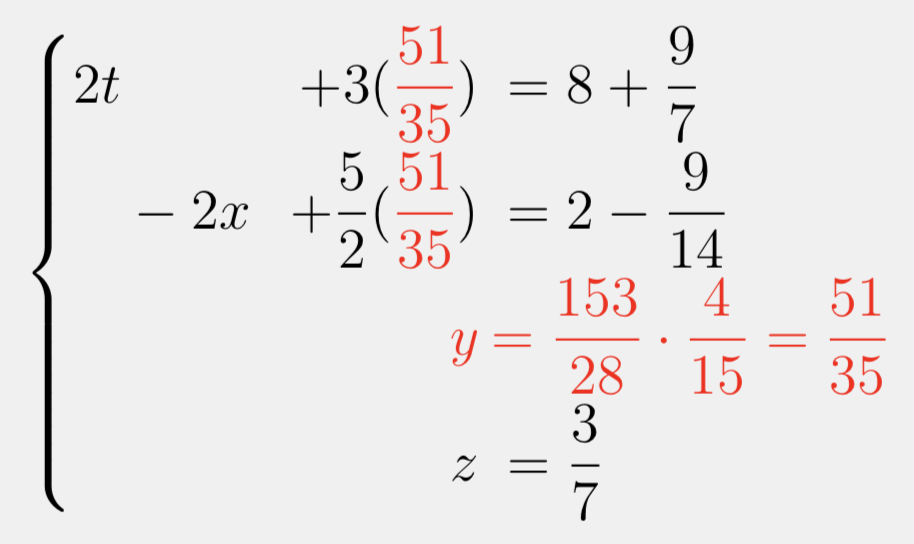 2t +3(51/35) = 8 + 9/7
− 2x +5/2(51/35) = 2 − 9/14
y = 153/28 · 4/15 = 51/35
z = 3/7